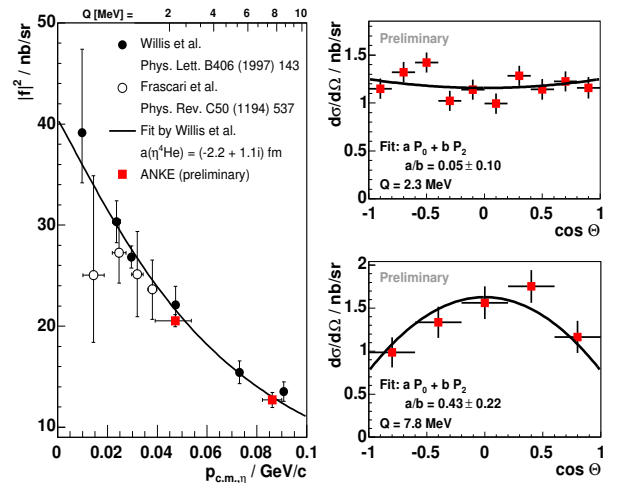 Q [MeV] = 2 4 6 8 10
|f|² / nb/sr
50
40
30
20
10
Willis et al.
Phys. Lett. B406 (1997) 143
Frascari et al.
Phys. Rev. C50 (1194) 537
Fit by Willis et al.
a(η⁴He) = (-2.2 + 1.1i) fm
ANKE (preliminary)
0 0.02 0.04 0.06 0.08 0.1
p c.m.,η / GeV/c
dσ/dΩ / nb/sr
2
1.5
1
0.5
0
Preliminary
Fit: a P₀ + b P₂
a/b = 0.05 ± 0.10
Q = 2.3 MeV
-1 -0.5 0 0.5 1
cos Θ
dσ/dΩ / nb/sr
2
1.5
1
0.5
0
Preliminary
Fit: a P₀ + b P₂
a/b = 0.43 ± 0.22
Q = 7.8 MeV
-1 -0.5 0 0.5 1
cos Θ